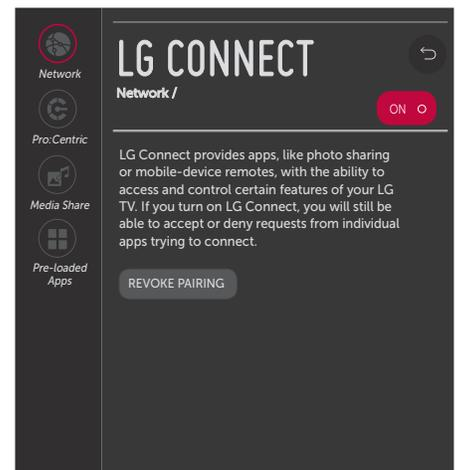 Network
Pro:Centric
Media Share
Pre-loaded
Apps
LG CONNECT
Network /
ON
LG Connect provides apps, like photo sharing
or mobile-device remotes, with the ability to
access and control certain features of your LG
TV. If you turn on LG Connect, you will still be
able to accept or deny requests from individual
apps trying to connect.
REVOKE PAIRING